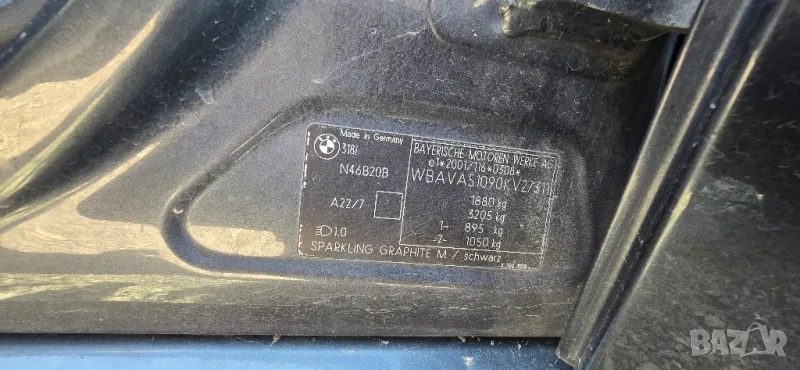 Made in Germany
318i
N46B20B
A22/7
1.0
SPARKLING GRAPHITE M / schwarz
BAYERISCHE MOTOREN WERKE AG
e1*2001/116*0308*
1880 kg
3205 kg
1- 895 kg
-2- 1050 kg
BAZAR